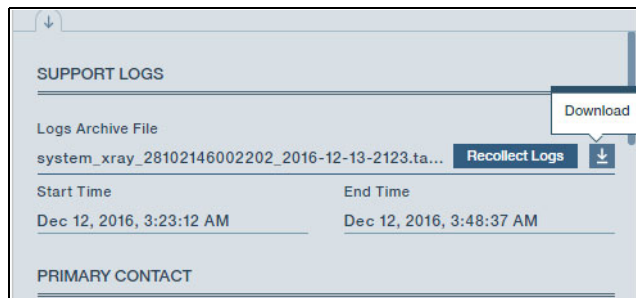 SUPPORT LOGS
Download
Logs Archive File
system_xray_28102146002202_2016-12-13-2123.ta... Recollect Logs
Start Time End Time
Dec 12, 2016, 3:23:12 AM Dec 12, 2016, 3:48:37 AM
PRIMARY CONTACT